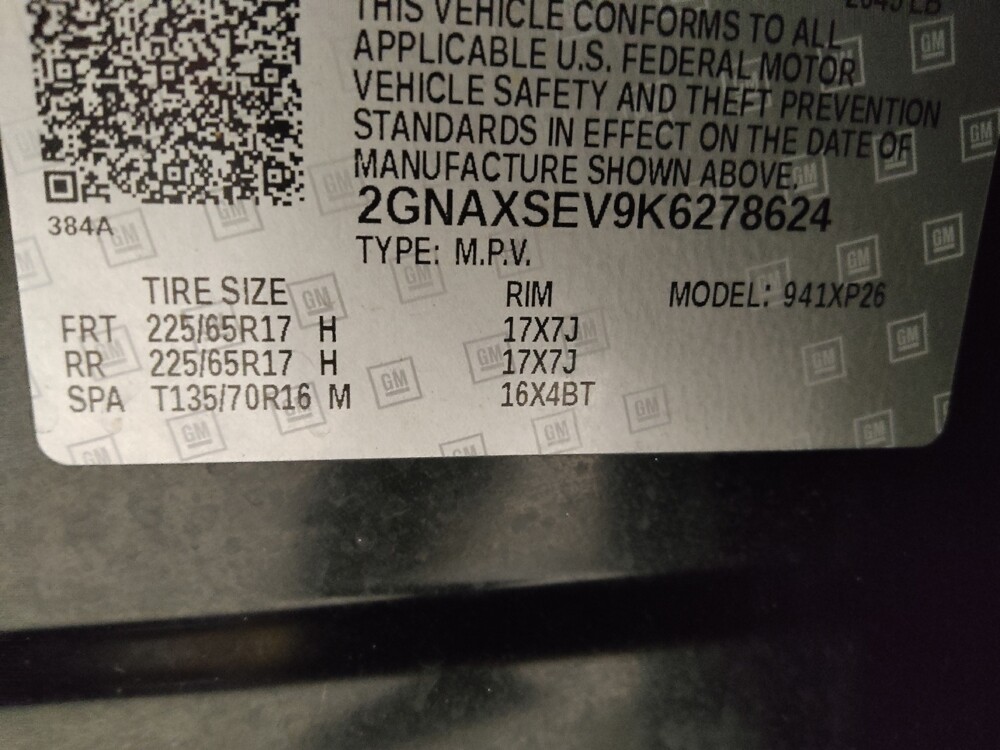 THIS VEHICLE CONFORMS TO ALL
APPLICABLE U.S. FEDERAL MOTOR
VEHICLE SAFETY AND THEFT PREVENTION
STANDARDS IN EFFECT ON THE DATE OF
MANUFACTURE SHOWN ABOVE.
2GNAXSEV9K6278624
384A
TYPE: M.P.V.
TIRE SIZE RIM MODEL: 941XP26
FRT 225/65R17 H 17X7J
RR 225/65R17 H 17X7J
SPA T135/70R16 M 16X4BT